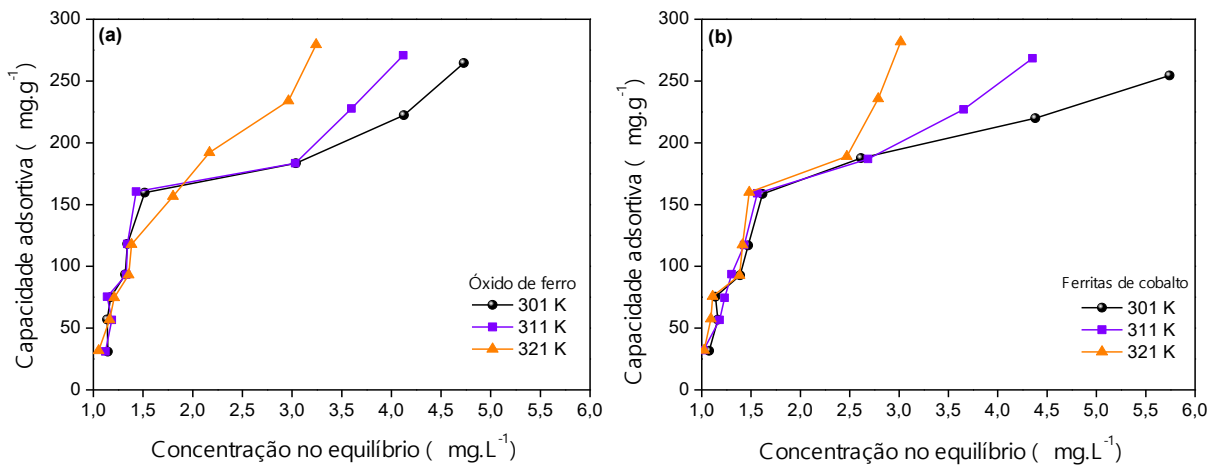 (a)
300
250
200
150
100
50
0
Capacidade adsortiva ( mg.g-1)
Óxido de ferro
301 K
311 K
321 K
1,0 1,5 2,0 2,5 3,0 3,5 4,0 4,5 5,0 5,5 6,0
Concentração no equilíbrio ( mg.L-1)
(b)
300
250
200
150
100
50
0
Capacidade adsortiva ( mg.g-1)
Ferritas de cobalto
301 K
311 K
321 K
1,0 1,5 2,0 2,5 3,0 3,5 4,0 4,5 5,0 5,5 6,0
Concentração no equilíbrio ( mg.L-1)